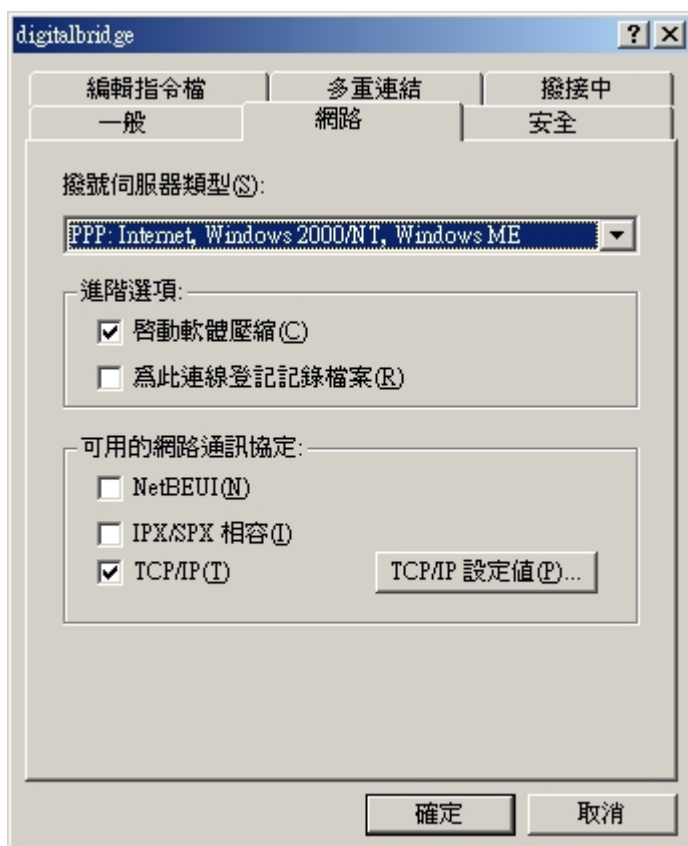 digitalbridge
編輯指令檔 多重連結 撥接中
一般 網路 安全
撥號伺服器類型(S):
PPP: Internet, Windows 2000/NT, Windows ME
進階選項:
啓動軟體壓縮(C)
爲此連線登記記錄檔案(R)
可用的網路通訊協定:
NetBEUI(N)
IPX/SPX 相容(I)
TCP/IP(T) TCP/IP 設定值(P)...
確定 取消